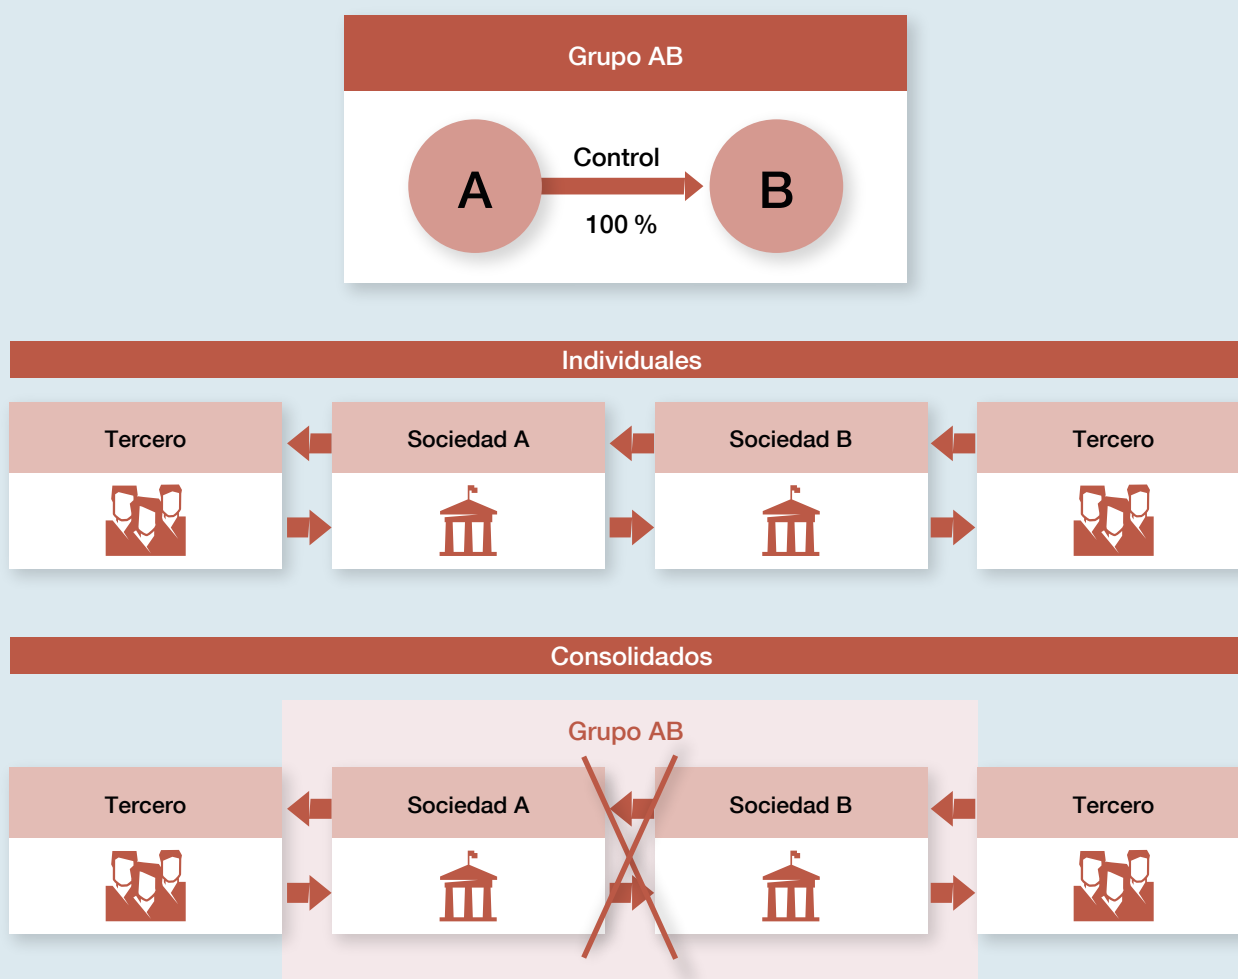 Grupo AB
A
Control
100 %
B
Individuales
Tercero
Sociedad A
Sociedad B
Tercero
Consolidados
Grupo AB
Tercero
Sociedad A
Sociedad B
Tercero